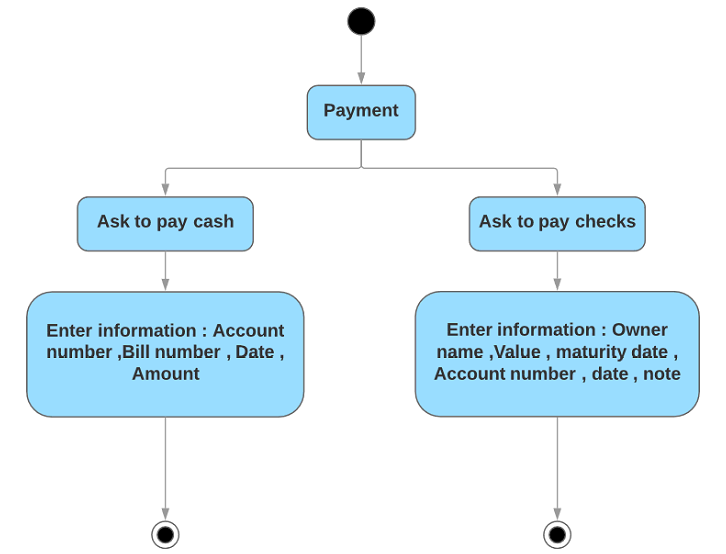 Payment
Ask to pay cash
Ask to pay checks
Enter information : Account
number ,Bill number , Date ,
Amount
Enter information : Owner
name ,Value , maturity date ,
Account number , date , note